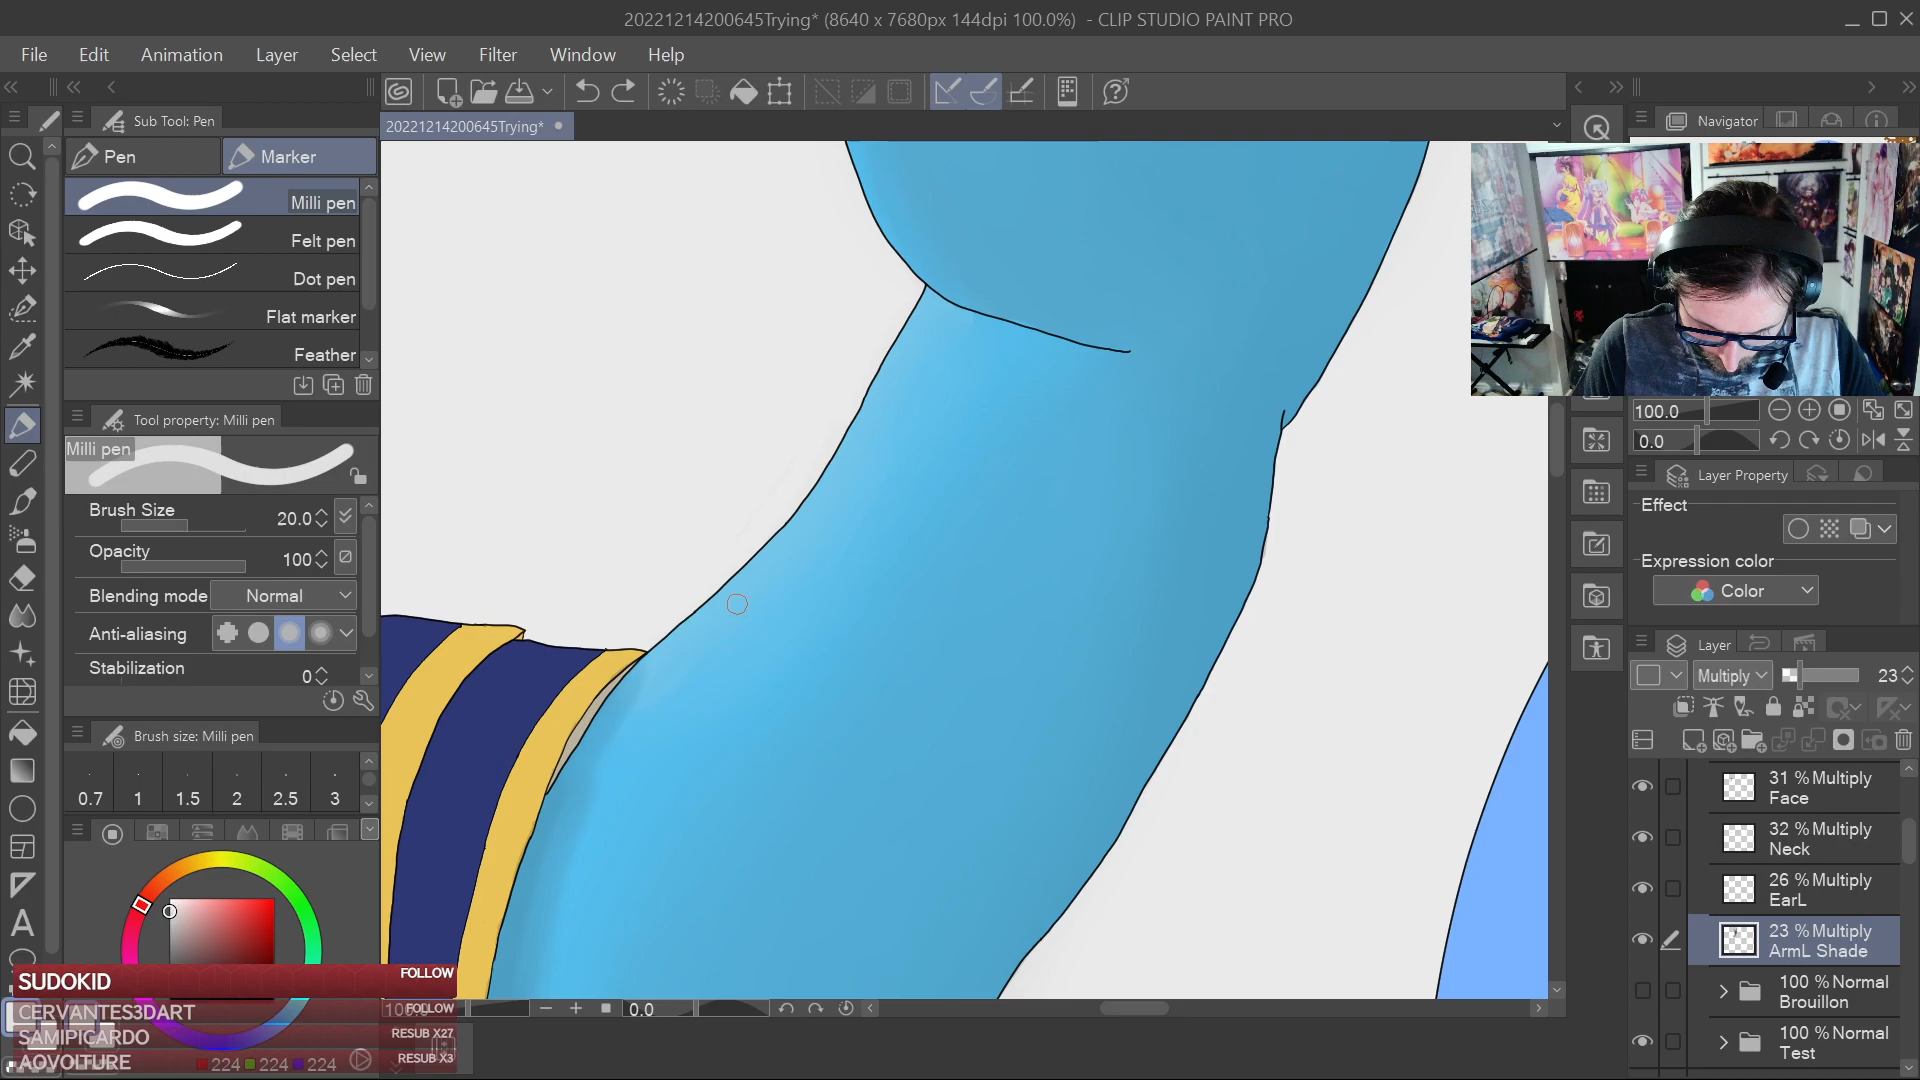 20221214200645Trying* (8640 x 7680px 144dpi 100.0%) - CLIP STUDIO PAINT PRO
File Edit Animation Layer Select View Filter Window Help
Sub Tool: Pen
20221214200645Trying*
Navigator
Pen Marker
Milli pen
Felt pen
Dot pen
Flat marker
Feather
Tool property: Milli pen
Milli pen
Brush Size 20.0
Opacity 100
Blending mode Normal
Anti-aliasing
Stabilization 0
Brush size: Milli pen
0.7 1 1.5 2 2.5 3
224 224 224
SUDOKID FOLLOW
CERVANTES3DART FOLLOW
SAMIPICARDO RESUB X27
AOVOLTURE RESUB X3
0.0
100.0
0.0
Layer Property
Effect
Expression color
Color
Layer
Multiply 23
31 % Multiply
Face
32 % Multiply
Neck
26 % Multiply
EarL
23 % Multiply
ArmL Shade
100 % Normal
Brouillon
100 % Normal
Test